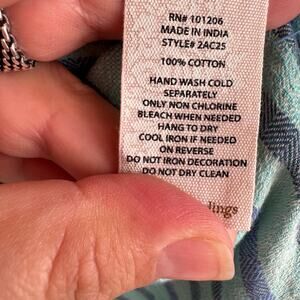 RN# 101206
MADE IN INDIA
STYLE# 2AC25
100% COTTON
HAND WASH COLD
SEPARATELY
ONLY NON CHLORINE
BLEACH WHEN NEEDED
HANG TO DRY
COOL IRON IF NEEDED
ON REVERSE
DO NOT IRON DECORATION
DO NOT DRY CLEAN